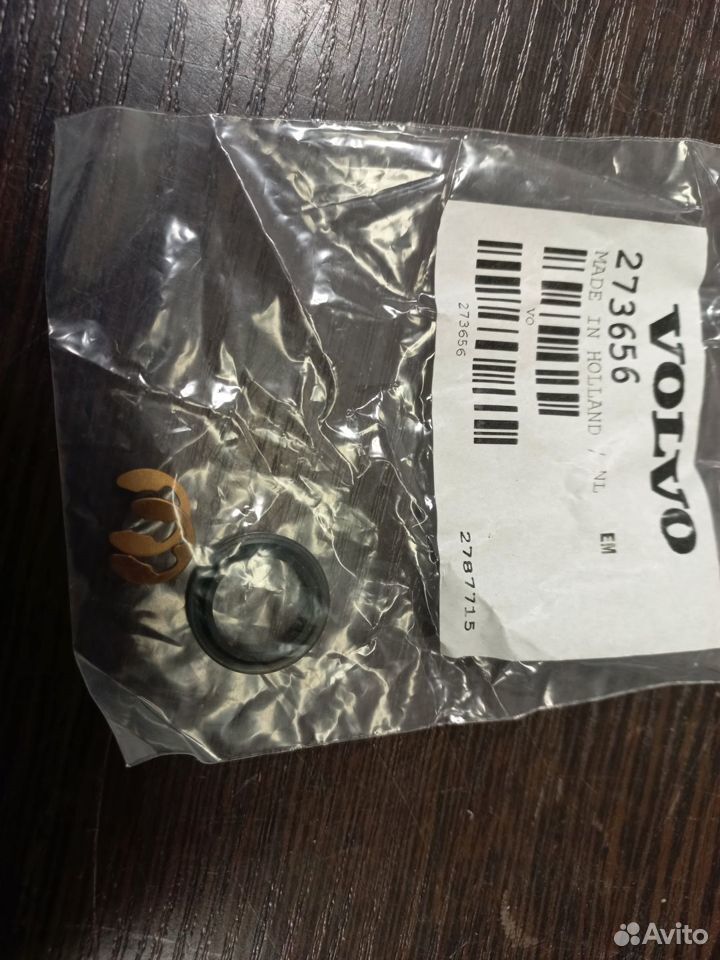 VOLVO
273656
MADE IN HOLLAND / NL
EM
VO
273656
2787715
Avito